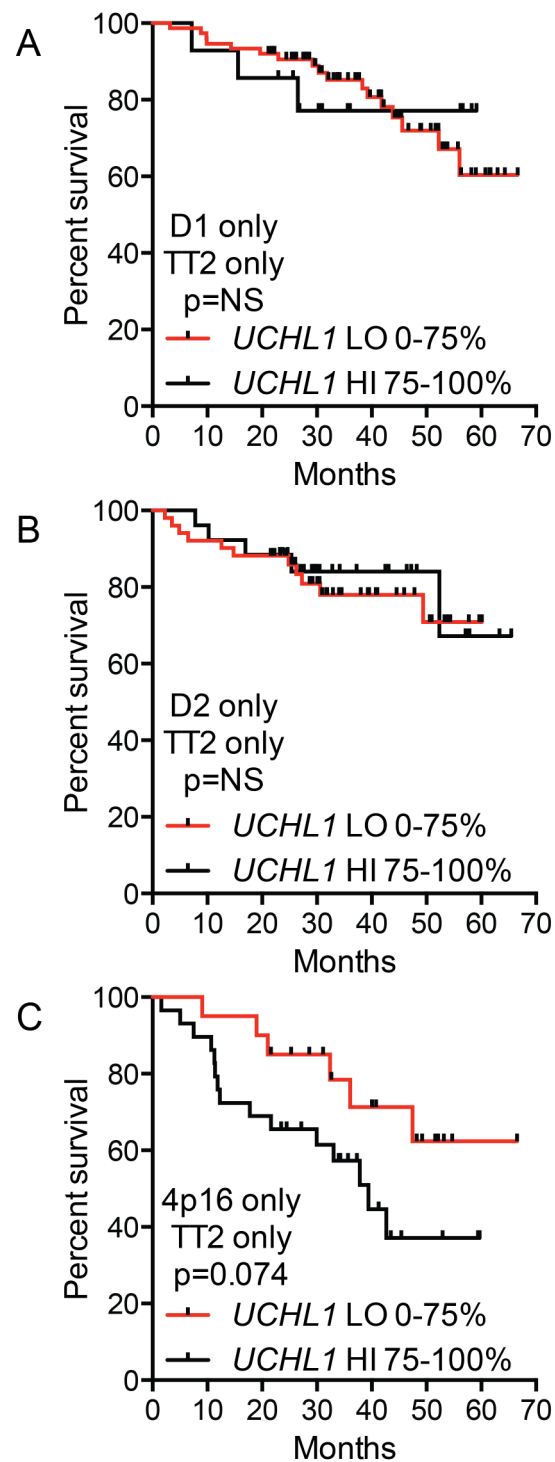 A
100
80
60
40
20
0
Percent survival
D1 only
TT2 only
p=NS
UCHL1 LO 0-75%
UCHL1 HI 75-100%
0 10 20 30 40 50 60 70
Months
B
100
80
60
40
20
0
Percent survival
D2 only
TT2 only
p=NS
UCHL1 LO 0-75%
UCHL1 HI 75-100%
0 10 20 30 40 50 60 70
Months
C
100
80
60
40
20
0
Percent survival
4p16 only
TT2 only
p=0.074
UCHL1 LO 0-75%
UCHL1 HI 75-100%
0 10 20 30 40 50 60 70
Months